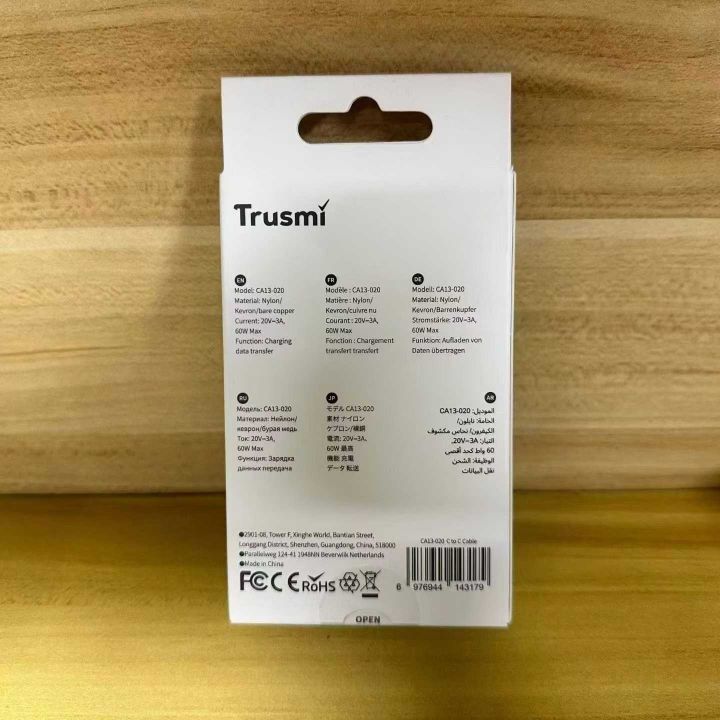 Trusmi
EN
Model: CA13-020
Material: Nylon/
Kevron/bare copper
Current: 20V⎓3A,
60W Max
Function: Charging
data transfer
FR
Modèle : CA13-020
Matière : Nylon/
Kevron/cuivre nu
Courant : 20V⎓3A,
60W Max
Fonction : Chargement
transfert transfert
DE
Modell: CA13-020
Material: Nylon/
Kevron/Barrenkupfer
Stromstärke: 20V⎓3A,
60W Max
Funktion: Aufladen von
Daten übertragen
RU
Модель: CA13-020
Материал: Нейлон/
кеврон/бурая медь
Ток: 20V⎓3A,
60W Max
Функция: Зарядка
данных передача
JP
モデル CA13-020
素材 ナイロン
ケブロン/裸銅
電流: 20V⎓3A,
60W 最高
機能 充電
データ 転送
AR
الموديل: CA13-020
الخامة: نايلون/
الكيفرون/ نحاس مكشوف
التيار: 20V⎓3A,
60 واط كحد أقصى
الوظيفة: الشحن
نقل البيانات
●2901-08, Tower F, Xinghe World, Bantian Street,
Longgang District, Shenzhen, Guangdong, China, 518000
●Parallelweg 124-41 1948NN Beverwlik Netherlands
●Made in China
FC CE RoHS
CA13-020 C to C Cable
6 976944 143179
OPEN